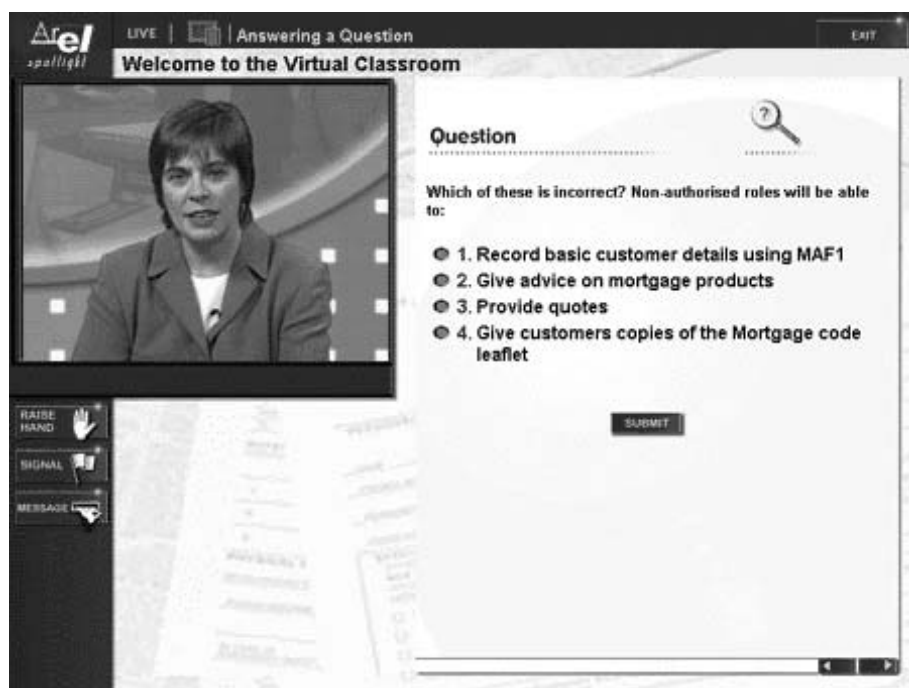 Arel
spotlight
LIVE | Answering a Question
EXIT
Welcome to the Virtual Classroom
Question
?
Which of these is incorrect? Non-authorised roles will be able
to:
1. Record basic customer details using MAF1
2. Give advice on mortgage products
3. Provide quotes
4. Give customers copies of the Mortgage code
leaflet
SUBMIT
RAISE
HAND
SIGNAL
MESSAGE